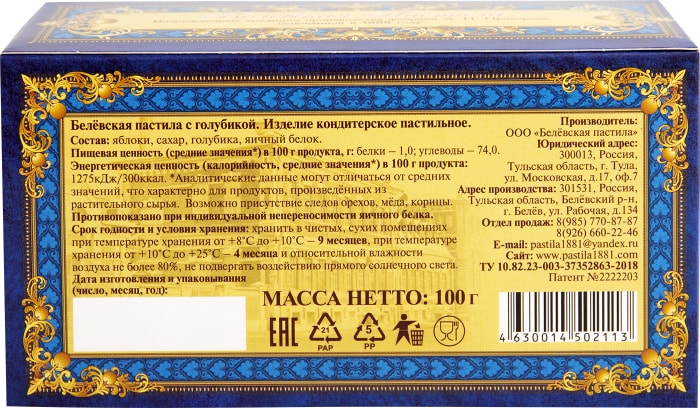 Белёвская пастила с голубикой. Изделие кондитерское пастильное.
Состав: яблоки, сахар, голубика, яичный белок.
Пищевая ценность (средние значения*) в 100 г продукта, г: белки – 1,0; углеводы – 74,0.
Энергетическая ценность (калорийность, средние значения*) в 100 г продукта:
1275кДж/300ккал. *Аналитические данные могут отличаться от средних
значений, что характерно для продуктов, произведённых из
растительного сырья. Возможно присутствие следов орехов, мёда, корицы.
Противопоказано при индивидуальной непереносимости яичного белка.
Срок годности и условия хранения: хранить в чистых, сухих помещениях
при температуре хранения от +8°С до +10°С – 9 месяцев, при температуре
хранения от +10°С до +25°С – 4 месяца и относительной влажности
воздуха не более 80%, не подвергать воздействию прямого солнечного света.
Дата изготовления и упаковывания
(число, месяц, год):
МАССА НЕТТО: 100 г
EAC
21
PAP
5
PP
Производитель:
ООО «Белёвская пастила»
Юридический адрес:
300013, Россия,
Тульская область, г. Тула,
ул. Московская, д.17, оф.7
Адрес производства: 301531, Россия,
Тульская область, Белёвский р-н,
г. Белёв, ул. Рабочая, д.134
Отдел продаж: 8(985) 770-87-87
8(926) 660-22-46
E-mail: pastila1881@yandex.ru
Сайт: www.pastila1881.com
ТУ 10.82.23-003-37352863-2018
Патент №2222203
4 630014 502113